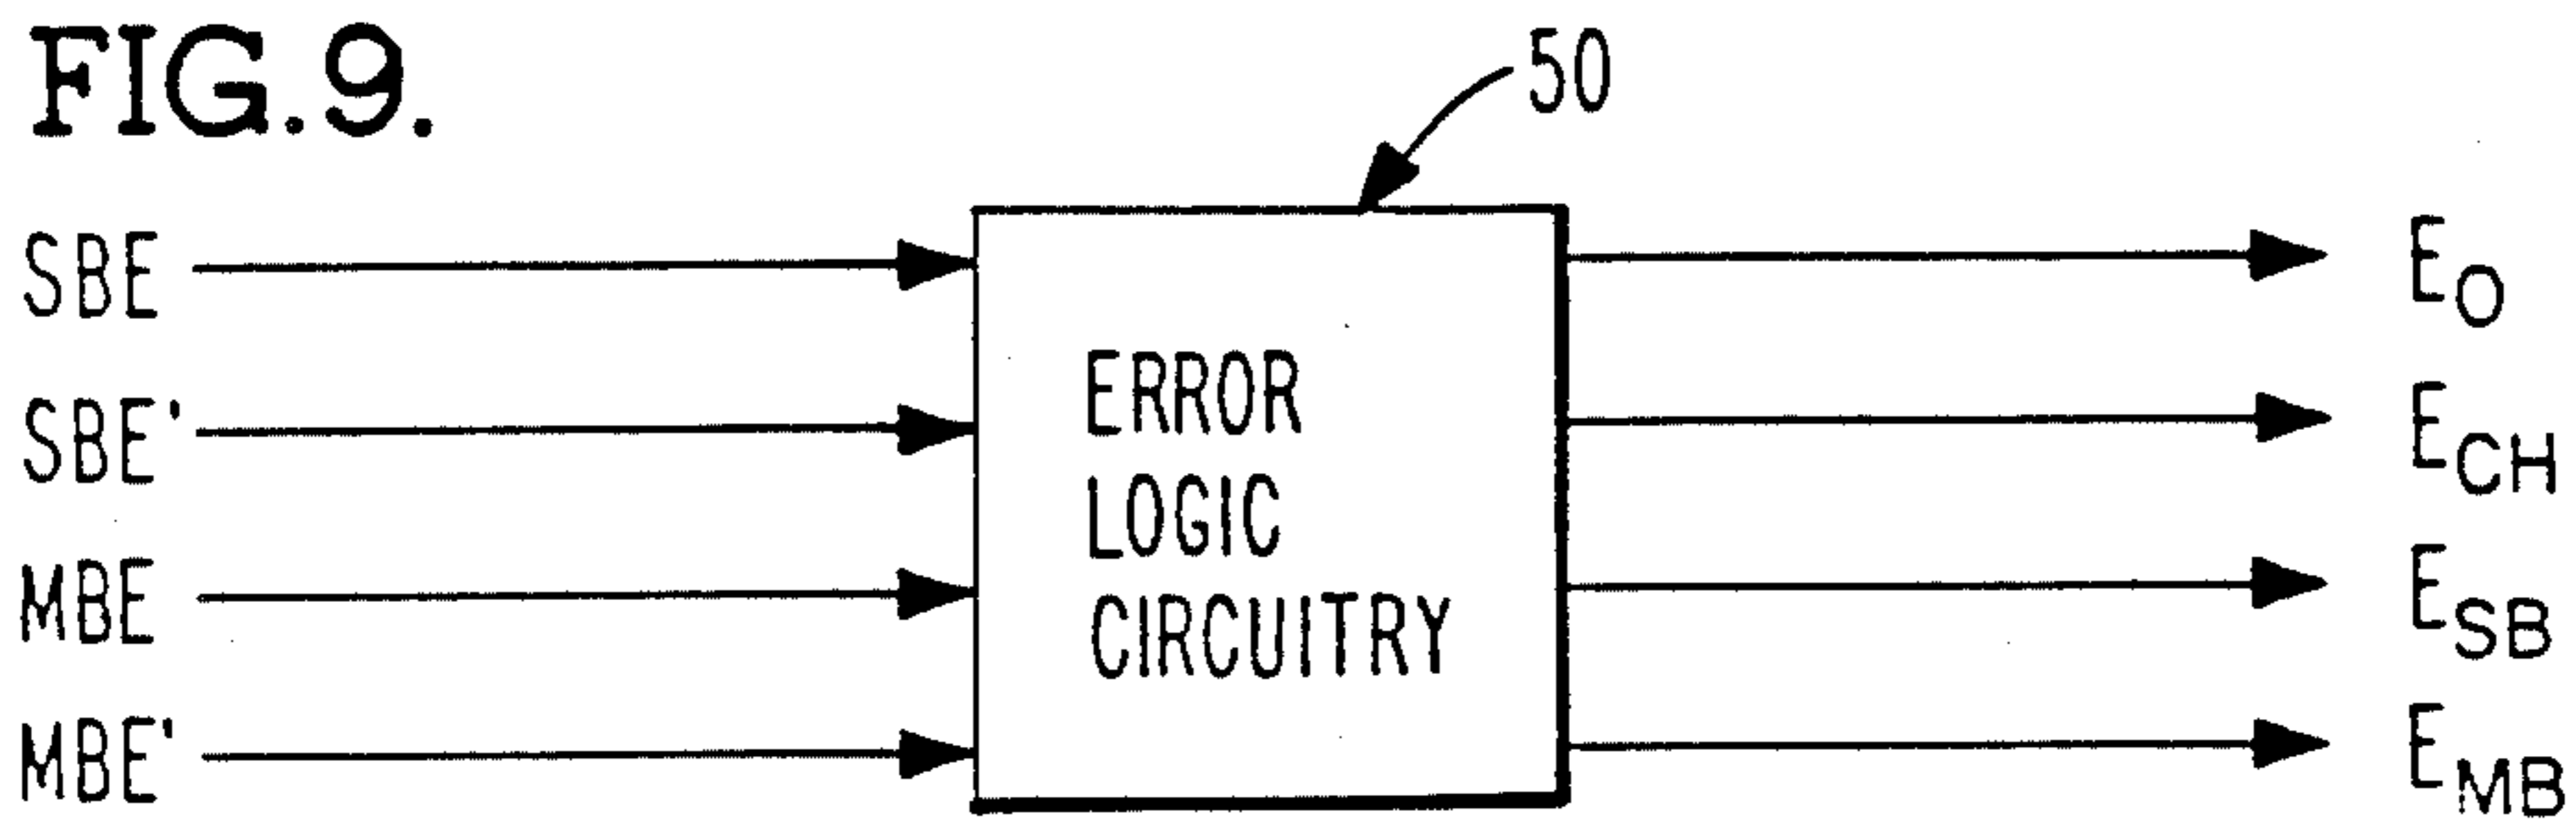 FIG.9.
50
SBE
SBE'
MBE
MBE'
ERROR
LOGIC
CIRCUITRY
E_O
E_CH
E_SB
E_MB